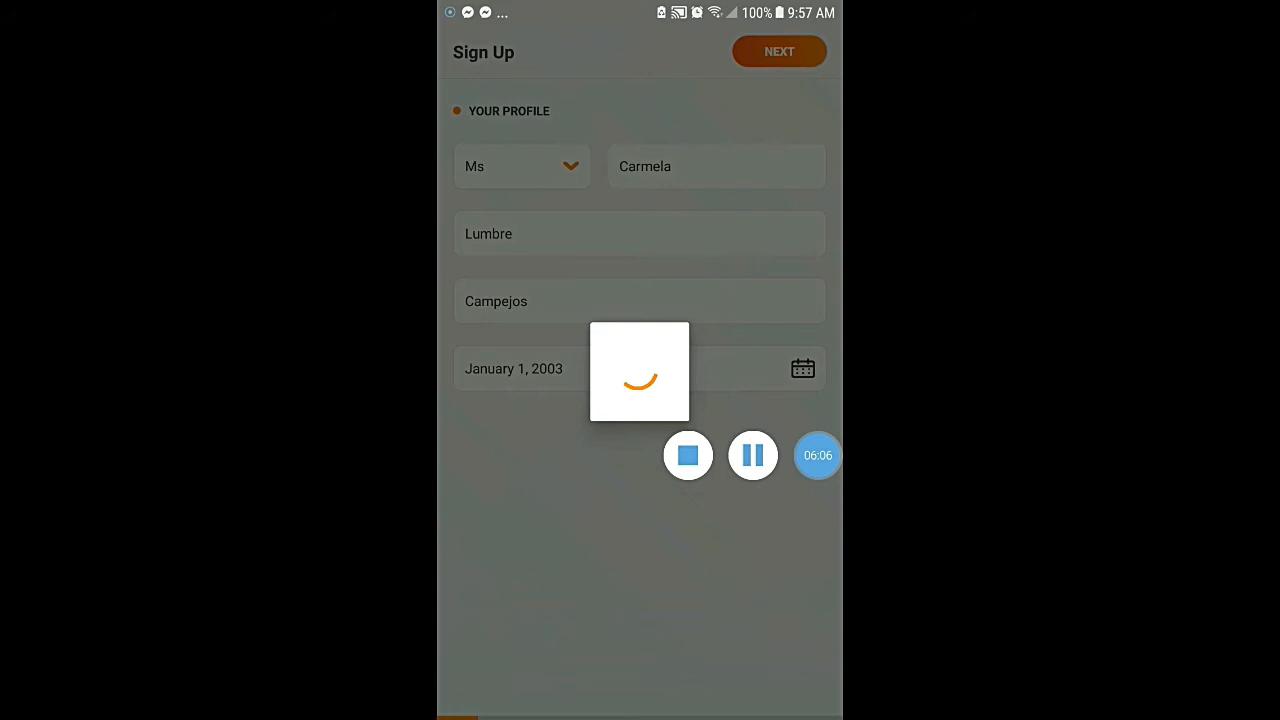 ... 100% 9:57 AM
Sign Up NEXT
YOUR PROFILE
Ms Carmela
Lumbre
Campejos
January 1, 2003
06:06